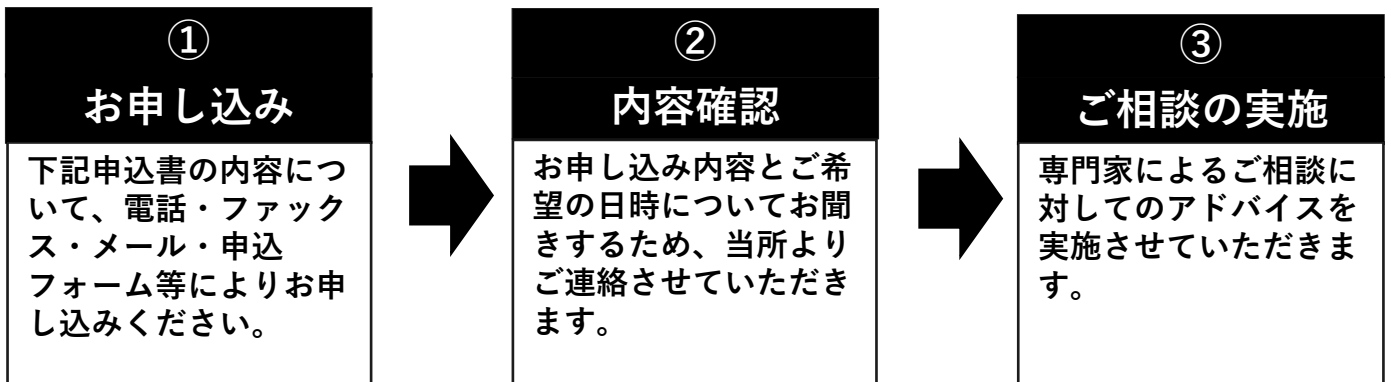 ①
お申し込み
下記申込書の内容につ
いて、電話・ファック
ス・メール・申込
フォーム等によりお申
し込みください。
②
内容確認
お申し込み内容とご希
望の日時についてお聞
きするため、当所より
ご連絡させていただき
ます。
③
ご相談の実施
専門家によるご相談に
対してのアドバイスを
実施させていただきま
す。